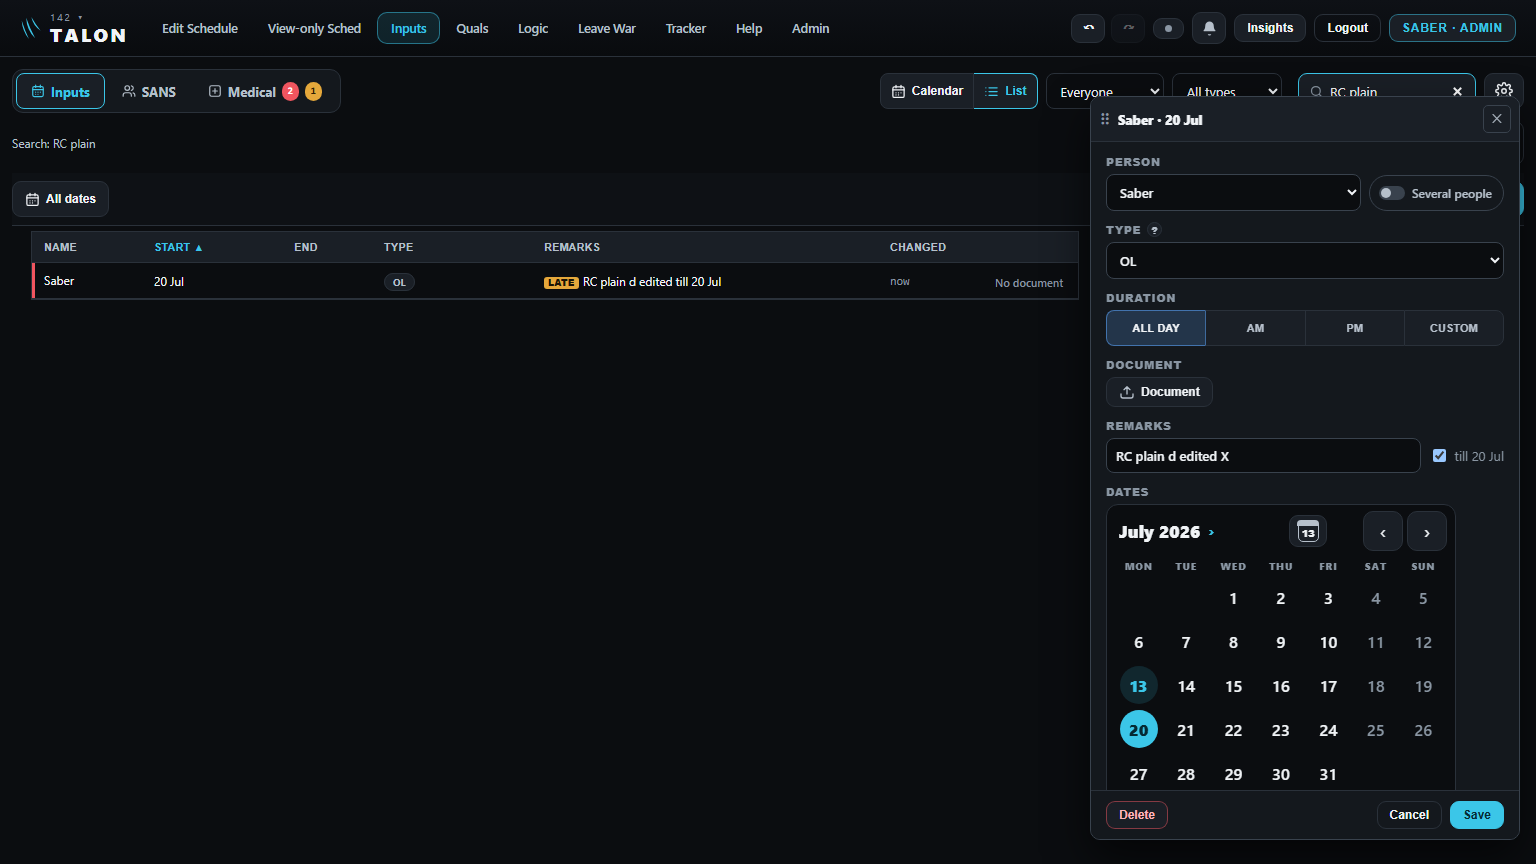 142
TALON
Edit Schedule
View-only Sched
Inputs
Quals
Logic
Leave War
Tracker
Help
Admin
Insights
Logout
SABER · ADMIN
Inputs
SANS
Medical 2 1
Calendar
List
Everyone
All types
RC plain
Search: RC plain
All dates
NAME START ▲ END TYPE REMARKS CHANGED
Saber 20 Jul OL LATE RC plain d edited till 20 Jul now No document
Saber · 20 Jul
PERSON
Saber
Several people
TYPE ?
OL
DURATION
ALL DAY AM PM CUSTOM
DOCUMENT
Document
REMARKS
RC plain d edited X
till 20 Jul
DATES
July 2026 ›
13
‹ ›
MON TUE WED THU FRI SAT SUN
1 2 3 4 5
6 7 8 9 10 11 12
13 14 15 16 17 18 19
20 21 22 23 24 25 26
27 28 29 30 31
Delete
Cancel
Save